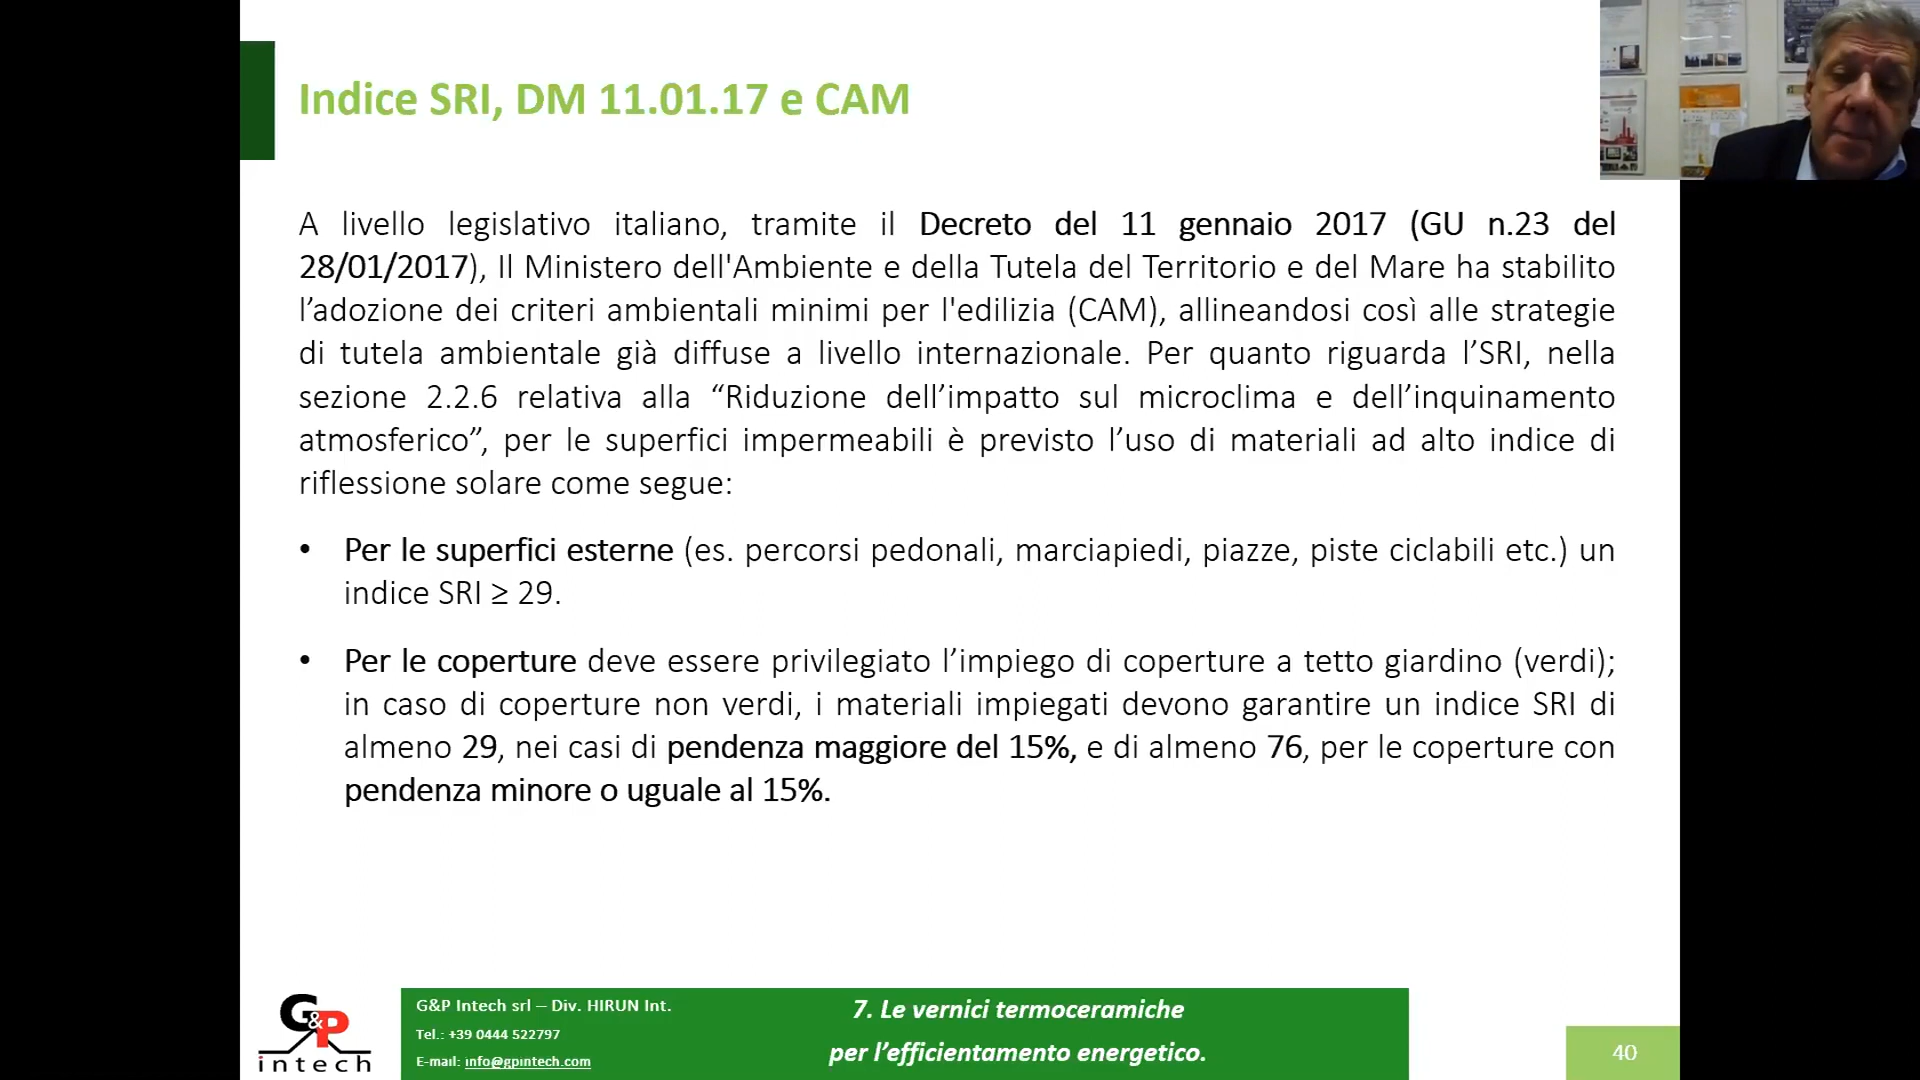 Indice SRI, DM 11.01.17 e CAM
A livello legislativo italiano, tramite il Decreto del 11 gennaio 2017 (GU n.23 del
28/01/2017), Il Ministero dell'Ambiente e della Tutela del Territorio e del Mare ha stabilito
l’adozione dei criteri ambientali minimi per l'edilizia (CAM), allineandosi così alle strategie
di tutela ambientale già diffuse a livello internazionale. Per quanto riguarda l’SRI, nella
sezione 2.2.6 relativa alla “Riduzione dell’impatto sul microclima e dell’inquinamento
atmosferico”, per le superfici impermeabili è previsto l’uso di materiali ad alto indice di
riflessione solare come segue:
• Per le superfici esterne (es. percorsi pedonali, marciapiedi, piazze, piste ciclabili etc.) un
indice SRI ≥ 29.
• Per le coperture deve essere privilegiato l’impiego di coperture a tetto giardino (verdi);
in caso di coperture non verdi, i materiali impiegati devono garantire un indice SRI di
almeno 29, nei casi di pendenza maggiore del 15%, e di almeno 76, per le coperture con
pendenza minore o uguale al 15%.
G&P
intech
G&P Intech srl – Div. HIRUN Int.
Tel.: +39 0444 522797
E-mail: info@gpintech.com
7. Le vernici termoceramiche
per l’efficientamento energetico.
40